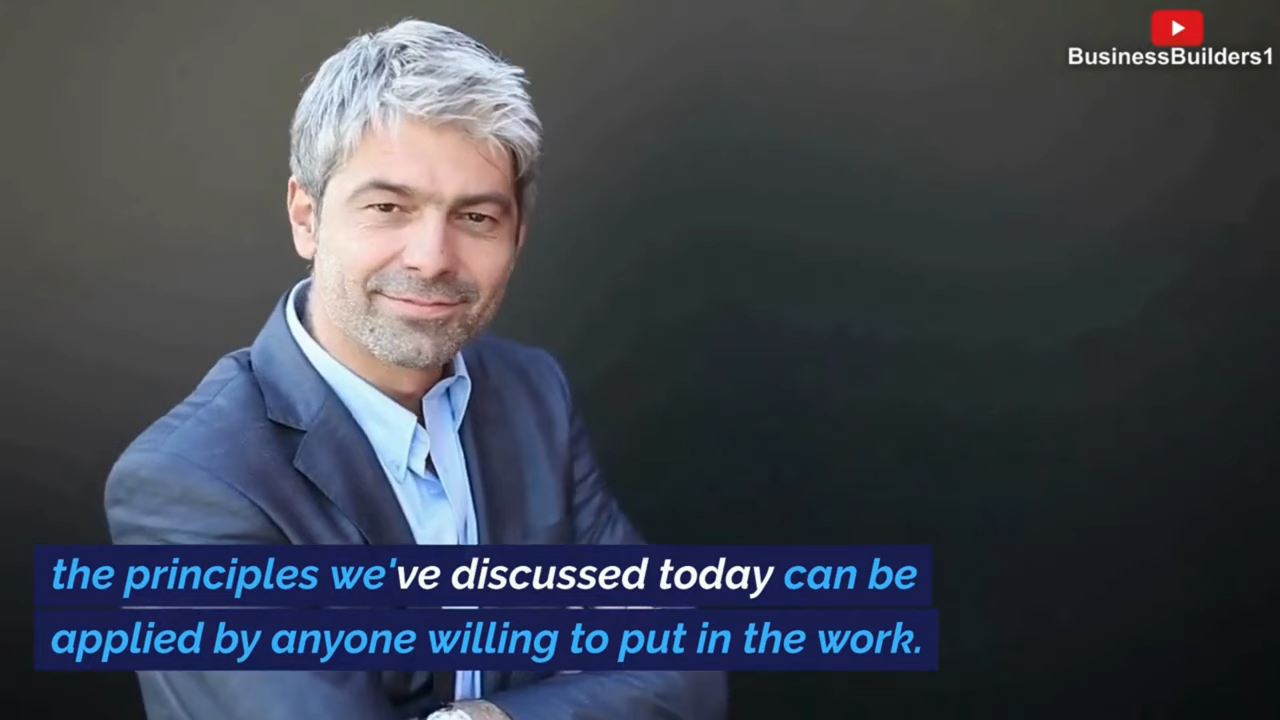 BusinessBuilders1
the principles we've discussed today can be
applied by anyone willing to put in the work.